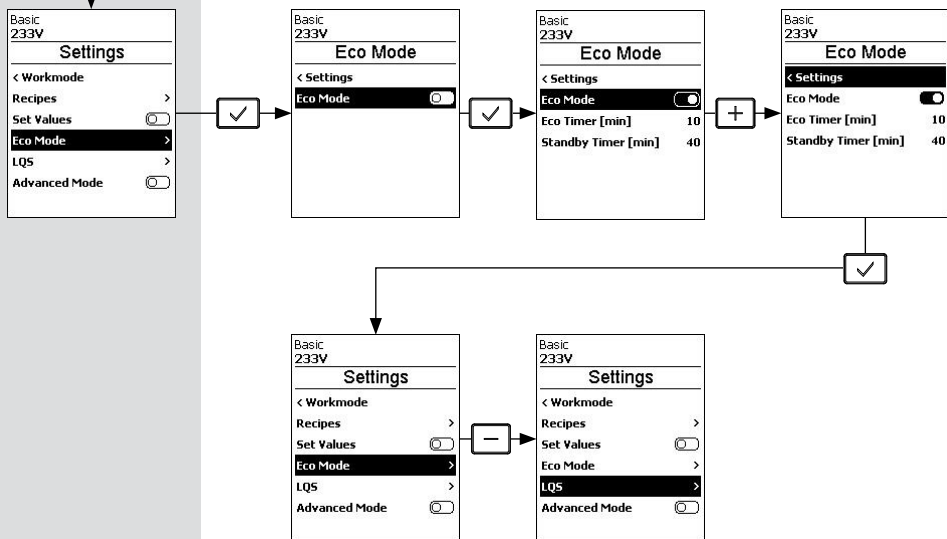 Basic
233V
Settings
< Workmode
Recipes >
Set Values
Eco Mode >
LQS >
Advanced Mode
Basic
233V
Eco Mode
< Settings
Eco Mode
Basic
233V
Eco Mode
< Settings
Eco Mode
Eco Timer [min] 10
Standby Timer [min] 40
Basic
233V
Eco Mode
< Settings
Eco Mode
Eco Timer [min] 10
Standby Timer [min] 40
Basic
233V
Settings
< Workmode
Recipes >
Set Values
Eco Mode >
LQS >
Advanced Mode
Basic
233V
Settings
< Workmode
Recipes >
Set Values
Eco Mode >
LQS >
Advanced Mode